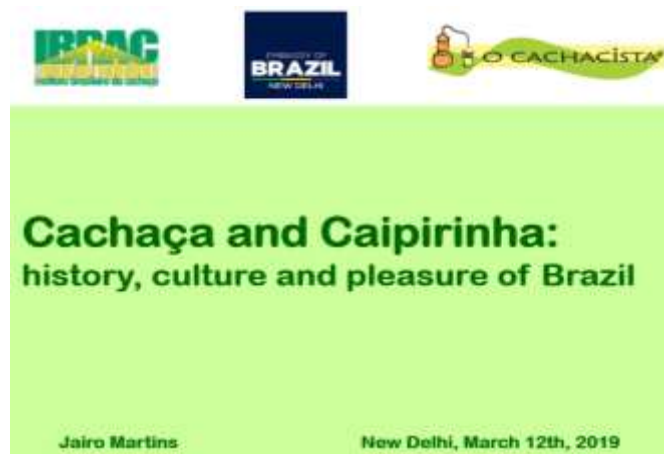 IBRAC
EMBASSY OF
BRAZIL
NEW DELHI
O CACHACISTA
Cachaça and Caipirinha:
history, culture and pleasure of Brazil
Jairo Martins
New Delhi, March 12th, 2019